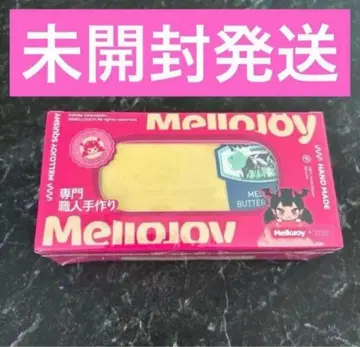 未開封発送
MELLOJOY SQUISHY
MelloJoy
HAND MADE
専門
職人手作り
BUTTER
MelloJoy
MelloJoy